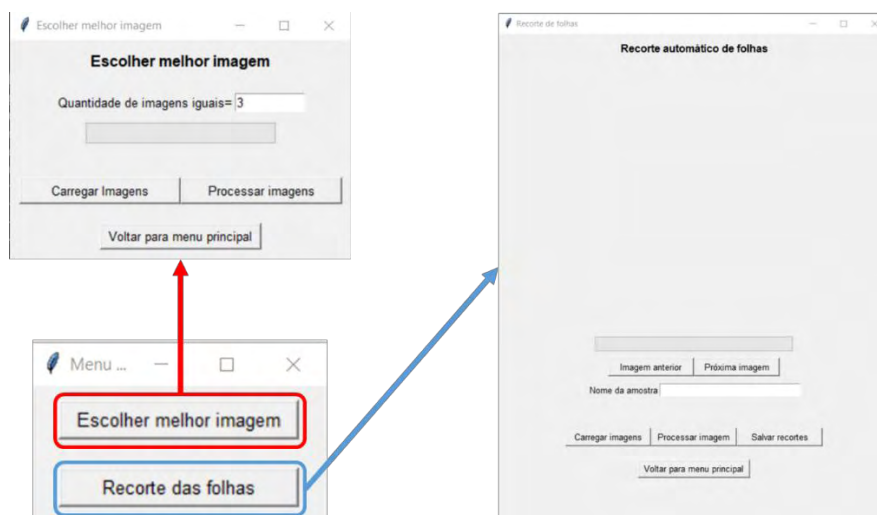 Escolher melhor imagem
Escolher melhor imagem
Quantidade de imagens iguais= 3
Carregar Imagens Processar imagens
Voltar para menu principal
Menu ...
Escolher melhor imagem
Recorte das folhas
Recorte de folhas
Recorte automático de folhas
Imagem anterior Próxima imagem
Nome da amostra
Carregar imagens Processar imagem Salvar recortes
Voltar para menu principal